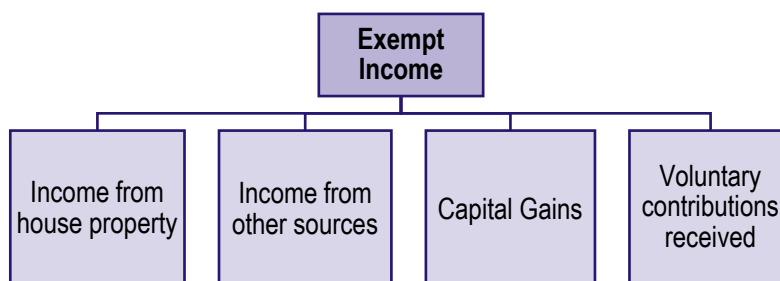 Exempt
Income
Income from
house property
Income from
other sources
Capital Gains
Voluntary
contributions
received